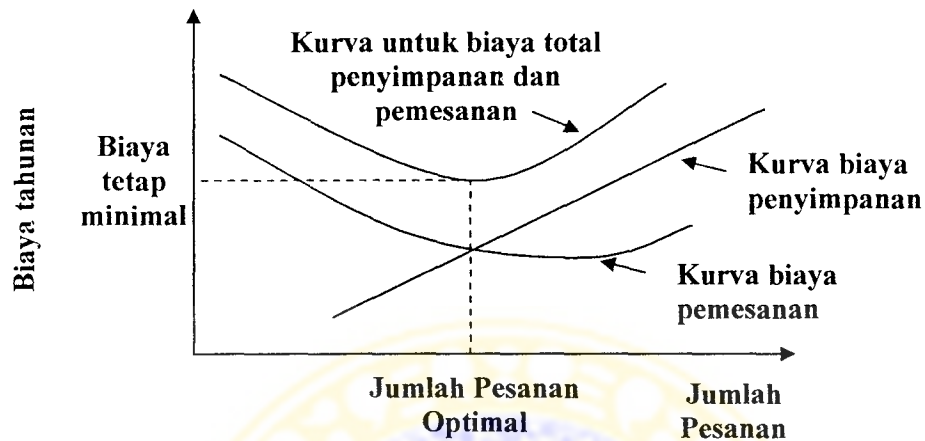 Kurva untuk biaya total
penyimpanan dan
pemesanan
Biaya tahunan
Biaya
tetap
minimal
Kurva biaya
penyimpanan
Kurva biaya
pemesanan
Jumlah Pesanan
Optimal
Jumlah
Pesanan